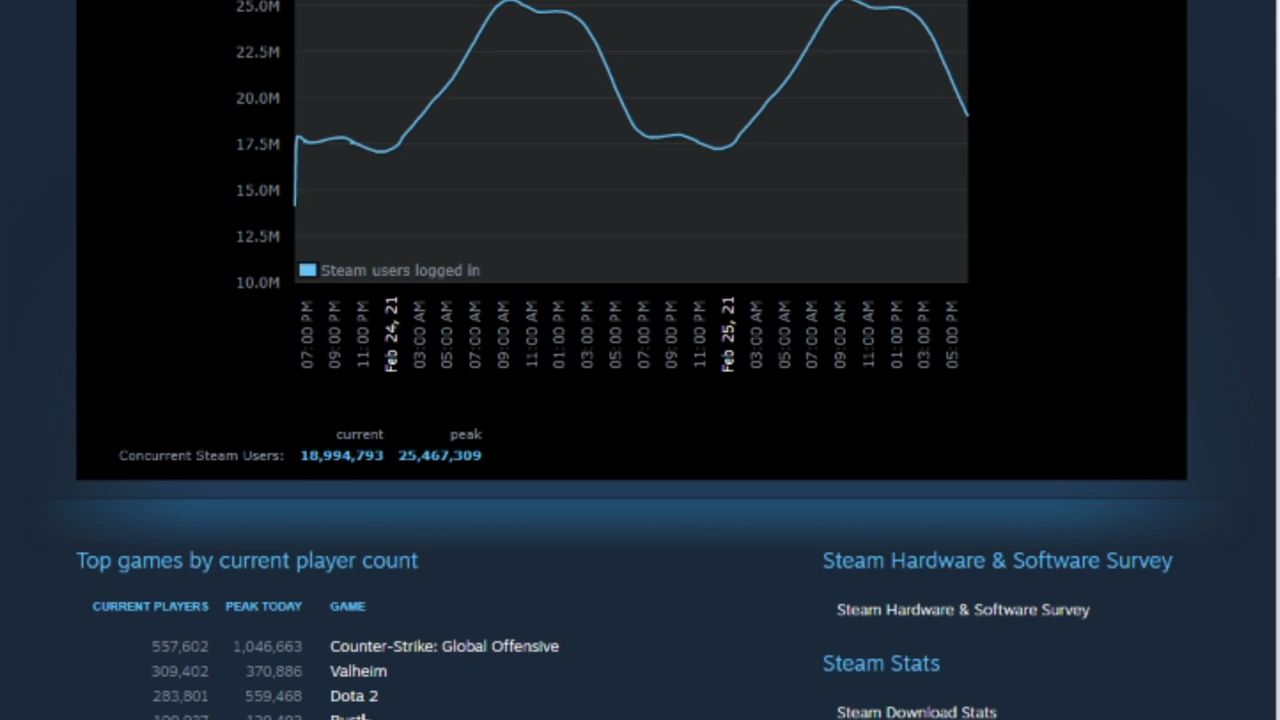 25.0M
22.5M
20.0M
17.5M
15.0M
12.5M
10.0M
Steam users logged in
07:00 PM
09:00 PM
11:00 PM
Feb 24, 21
03:00 AM
05:00 AM
07:00 AM
09:00 AM
11:00 AM
01:00 PM
03:00 PM
05:00 PM
07:00 PM
09:00 PM
11:00 PM
Feb 25, 21
03:00 AM
05:00 AM
07:00 AM
09:00 AM
11:00 AM
01:00 PM
03:00 PM
05:00 PM
current peak
Concurrent Steam Users: 18,994,793 25,467,309
Top games by current player count
CURRENT PLAYERS PEAK TODAY GAME
557,602 1,046,663 Counter-Strike: Global Offensive
309,402 370,886 Valheim
283,801 559,468 Dota 2
Steam Hardware & Software Survey
Steam Hardware & Software Survey
Steam Stats
Steam Download Stats